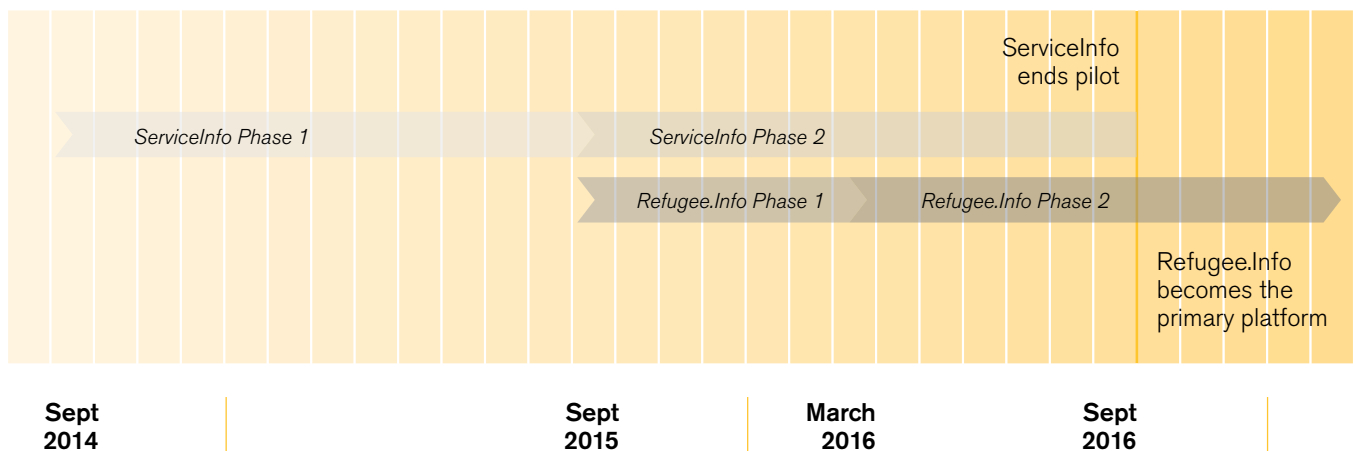 ServiceInfo
ends pilot
ServiceInfo Phase 1
ServiceInfo Phase 2
Refugee.Info Phase 1
Refugee.Info Phase 2
Refugee.Info
becomes the
primary platform
Sept
2014
Sept
2015
March
2016
Sept
2016